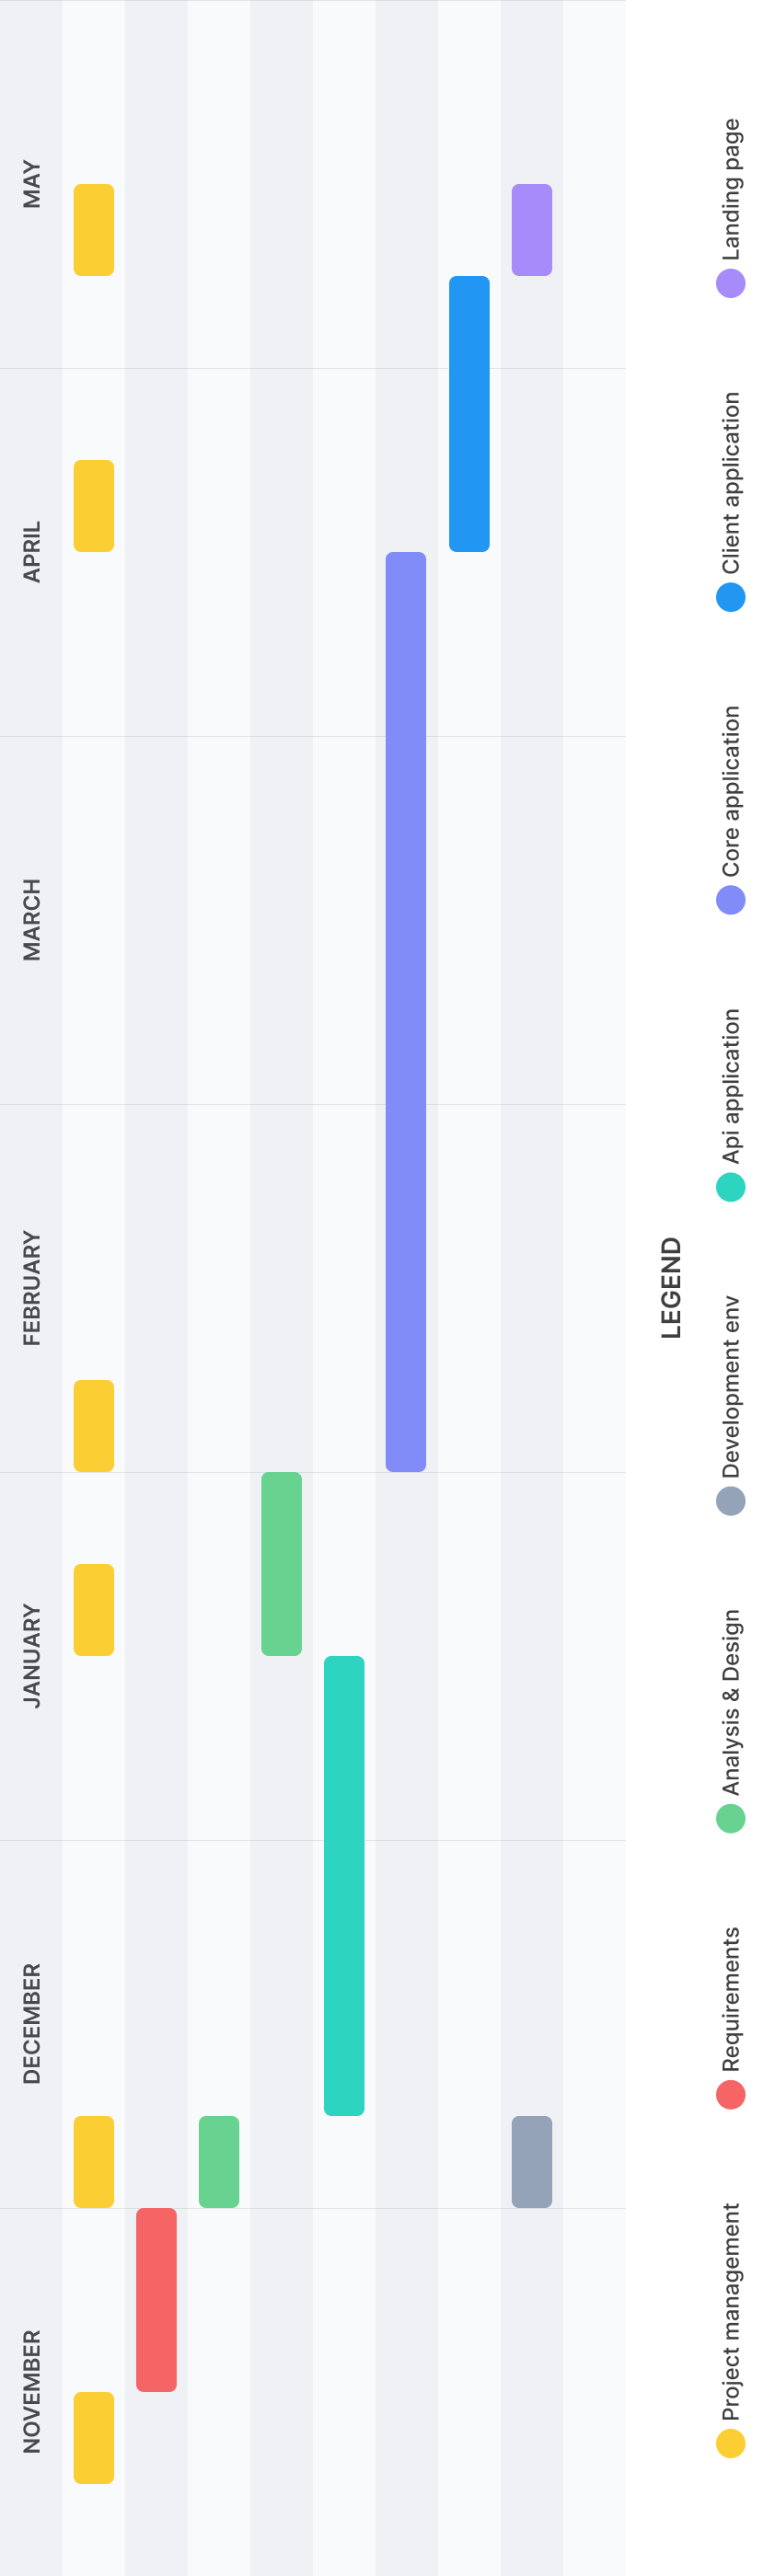 NOVEMBER
DECEMBER
JANUARY
FEBRUARY
MARCH
APRIL
MAY
LEGEND
Project management
Requirements
Analysis & Design
Development env
Api application
Core application
Client application
Landing page